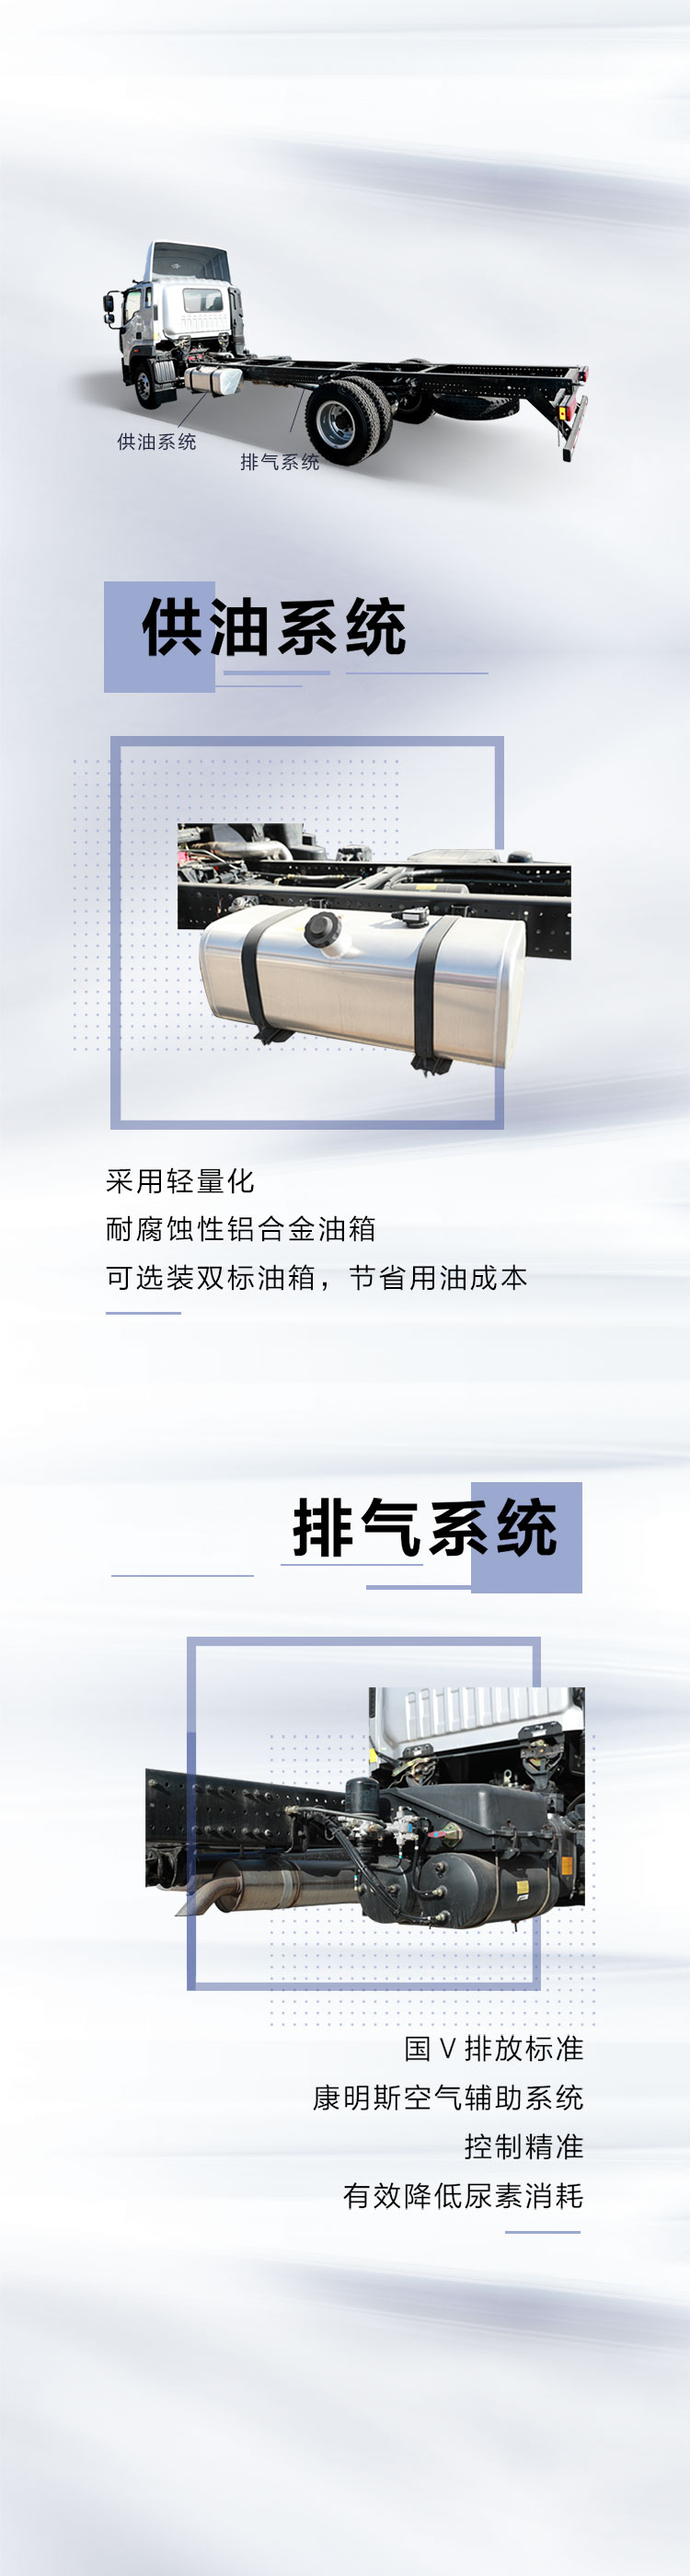 供油系统
排气系统
供油系统
采用轻量化
耐腐蚀性铝合金油箱
可选装双标油箱，节省用油成本
排气系统
国Ⅴ排放标准
康明斯空气辅助系统
控制精准
有效降低尿素消耗